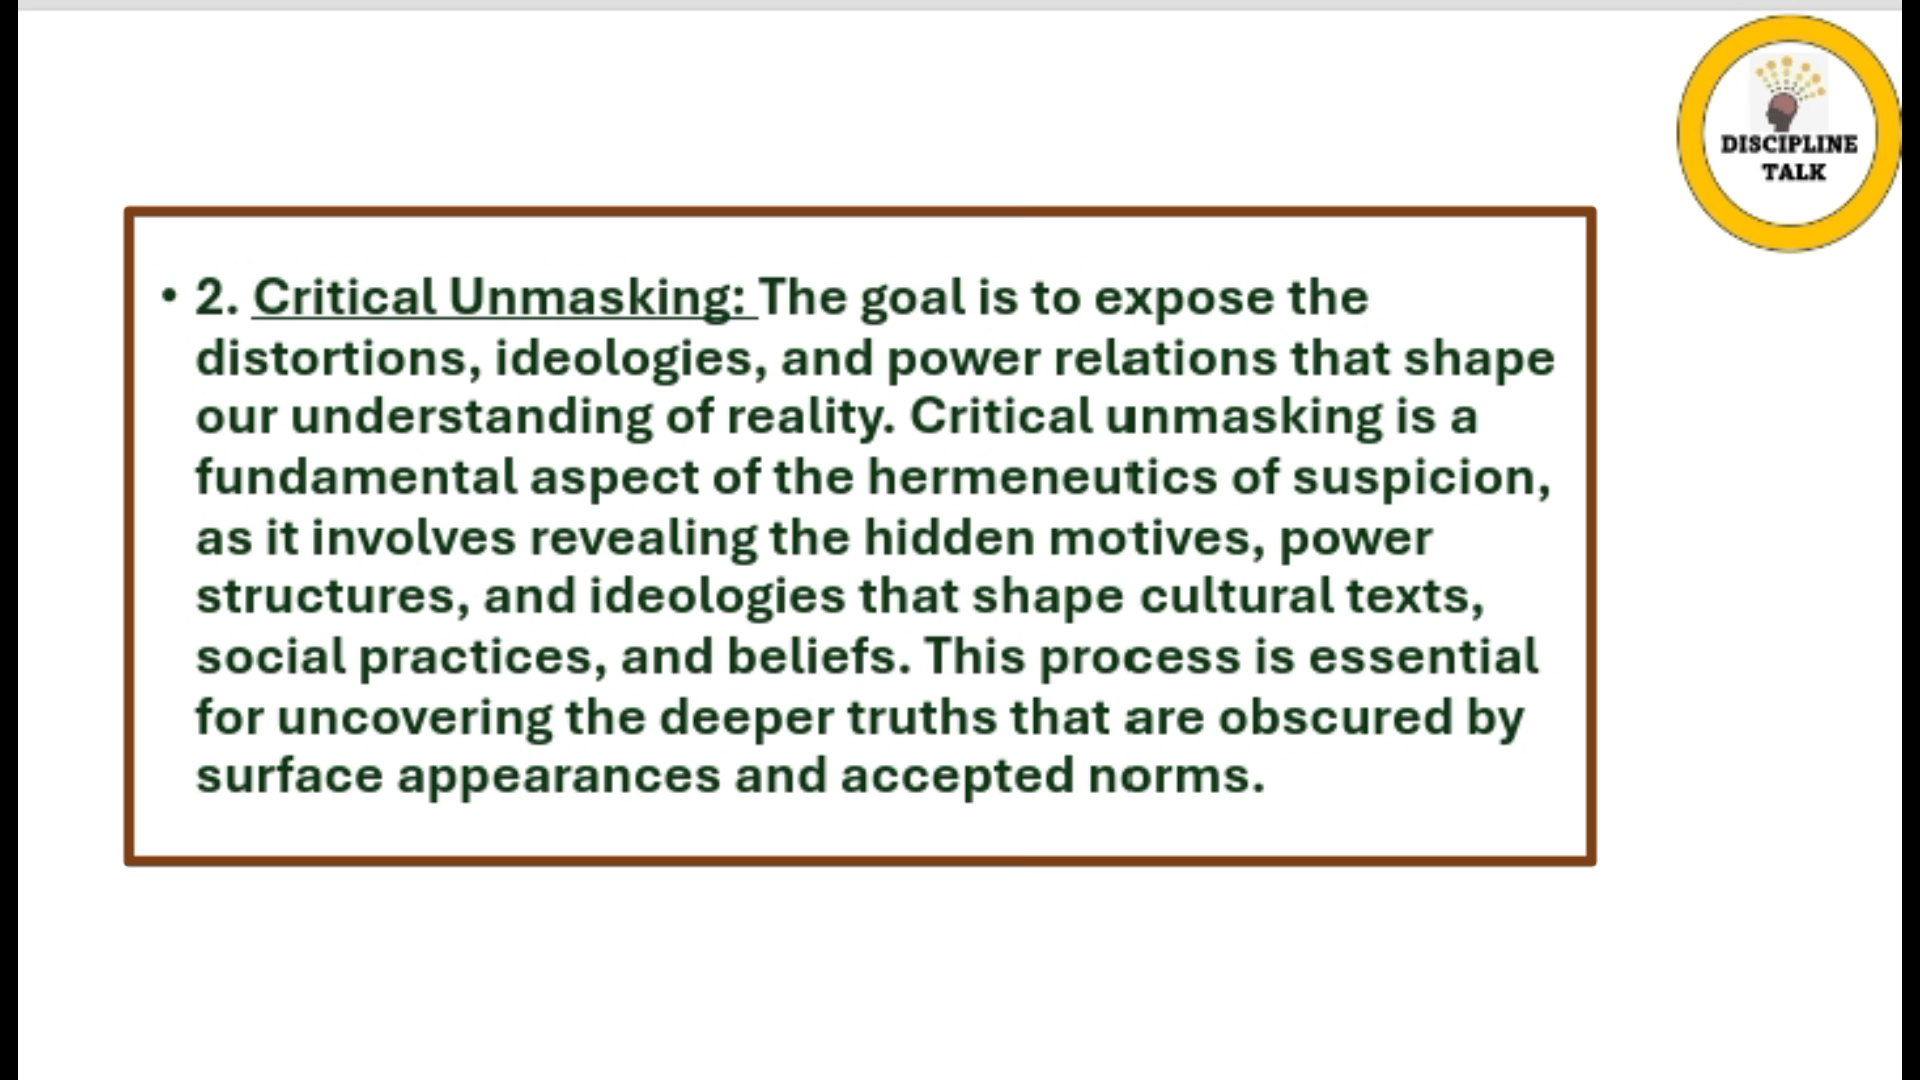 DISCIPLINE
TALK
• 2. Critical Unmasking: The goal is to expose the
distortions, ideologies, and power relations that shape
our understanding of reality. Critical unmasking is a
fundamental aspect of the hermeneutics of suspicion,
as it involves revealing the hidden motives, power
structures, and ideologies that shape cultural texts,
social practices, and beliefs. This process is essential
for uncovering the deeper truths that are obscured by
surface appearances and accepted norms.